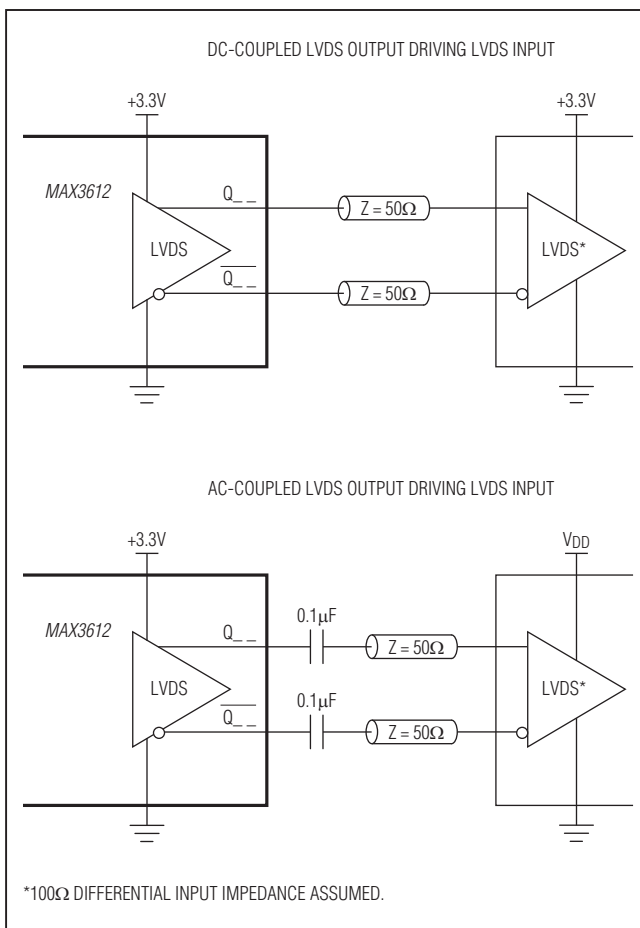 DC-COUPLED LVDS OUTPUT DRIVING LVDS INPUT
+3.3V
+3.3V
MAX3612
Q_ _
Z = 50Ω
LVDS
LVDS*
Q_ _
Z = 50Ω
AC-COUPLED LVDS OUTPUT DRIVING LVDS INPUT
+3.3V
VDD
MAX3612
0.1µF
Q_ _
Z = 50Ω
LVDS
0.1µF
LVDS*
Q_ _
Z = 50Ω
*100Ω DIFFERENTIAL INPUT IMPEDANCE ASSUMED.